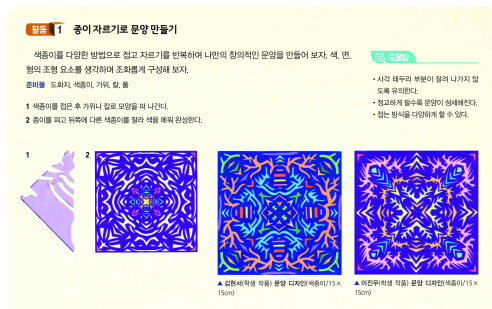 활동 1 종이 자르기로 문양 만들기
색종이를 다양한 방법으로 접고 자르기를 반복하여 나만의 창의적인 문양을 만들어 보자. 색, 면,
형의 조형 요소를 생각하며 조화롭게 구성해 보자.
준비물 도화지, 색종이, 가위, 칼, 풀
1 색종이를 접은 후 가위나 칼로 모양을 파 나간다.
2 종이를 펴고 뒤쪽에 다른 색종이를 잘라 색을 메워 완성한다.
도움말
• 사각 테두리 부분이 잘려 나가지 않
도록 유의한다.
• 정교하게 팔수록 문양이 섬세해진다.
• 접는 방식을 다양하게 할 수 있다.
1
2
▲ 김현서(학생 작품) 문양 디자인(색종이/15×
15cm)
▲ 이진우(학생 작품) 문양 디자인(색종이/15×
15cm)